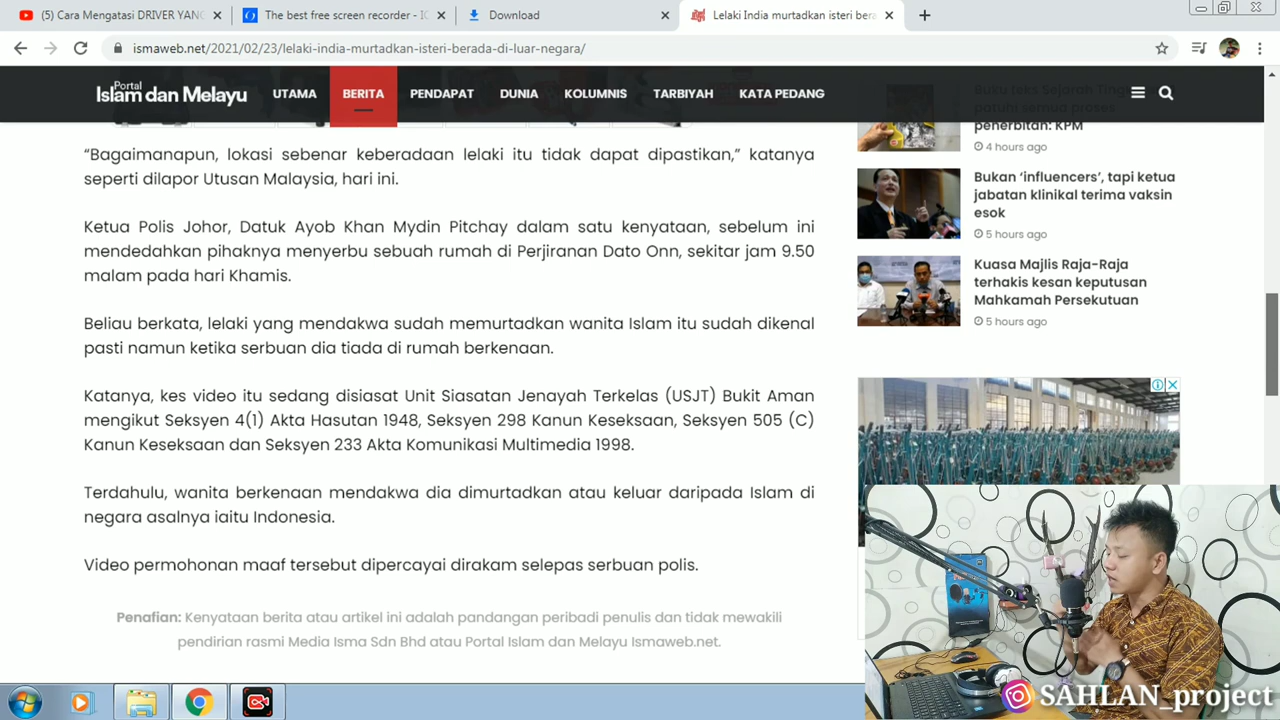 (5) Cara Mengatasi DRIVER YANG
The best free screen recorder - IC
Download
Lelaki India murtadkan isteri bera
ismaweb.net/2021/02/23/lelaki-india-murtadkan-isteri-berada-di-luar-negara/
Portal
Islam dan Melayu
UTAMA
BERITA
PENDAPAT
DUNIA
KOLUMNIS
TARBIYAH
KATA PEDANG
“Bagaimanapun, lokasi sebenar keberadaan lelaki itu tidak dapat dipastikan,” katanya
seperti dilapor Utusan Malaysia, hari ini.
Ketua Polis Johor, Datuk Ayob Khan Mydin Pitchay dalam satu kenyataan, sebelum ini
mendedahkan pihaknya menyerbu sebuah rumah di Perjiranan Dato Onn, sekitar jam 9.50
malam pada hari Khamis.
Beliau berkata, lelaki yang mendakwa sudah memurtadkan wanita Islam itu sudah dikenal
pasti namun ketika serbuan dia tiada di rumah berkenaan.
Katanya, kes video itu sedang disiasat Unit Siasatan Jenayah Terkelas (USJT) Bukit Aman
mengikut Seksyen 4(1) Akta Hasutan 1948, Seksyen 298 Kanun Keseksaan, Seksyen 505 (C)
Kanun Keseksaan dan Seksyen 233 Akta Komunikasi Multimedia 1998.
Terdahulu, wanita berkenaan mendakwa dia dimurtadkan atau keluar daripada Islam di
negara asalnya iaitu Indonesia.
Video permohonan maaf tersebut dipercayai dirakam selepas serbuan polis.
Penafian: Kenyataan berita atau artikel ini adalah pandangan peribadi penulis dan tidak mewakili
pendirian rasmi Media Isma Sdn Bhd atau Portal Islam dan Melayu Ismaweb.net.
Buku teks Sejarah
patuhi semua proses
penerbitan: KPM
4 hours ago
Bukan ‘influencers’, tapi ketua
jabatan klinikal terima vaksin
esok
5 hours ago
Kuasa Majlis Raja-Raja
terhakis kesan keputusan
Mahkamah Persekutuan
5 hours ago
SAHLAN_project